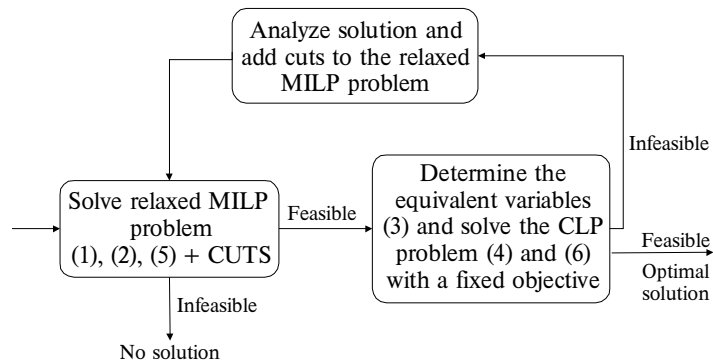 Analyze solution and
add cuts to the relaxed
MILP problem
Infeasible
Solve relaxed MILP
problem
(1), (2), (5) + CUTS
Feasible
Determine the
equivalent variables
(3) and solve the CLP
problem (4) and (6)
with a fixed objective
Feasible
Optimal
solution
Infeasible
No solution